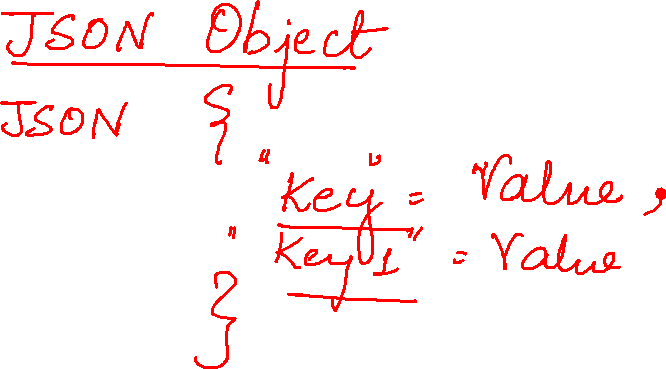 JSON Object
JSON {
"Key" = Value,
"Key1" = Value
}